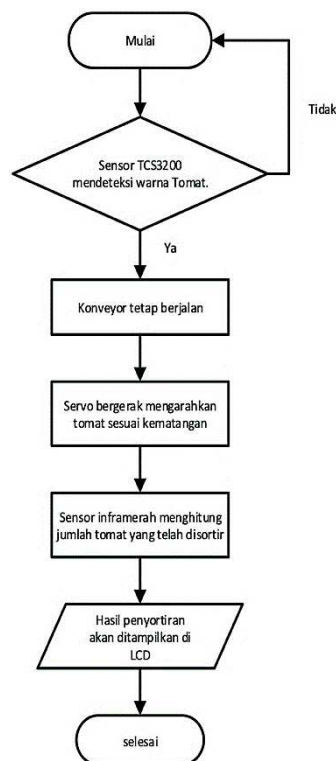 Mulai
Tidak
Sensor TCS3200
mendeteksi warna Tomat.
Ya
Konveyor tetap berjalan
Servo bergerak mengarahkan
tomat sesuai kematangan
Sensor inframerah menghitung
jumlah tomat yang telah disortir
Hasil penyortiran
akan ditampilkan di
LCD
selesai